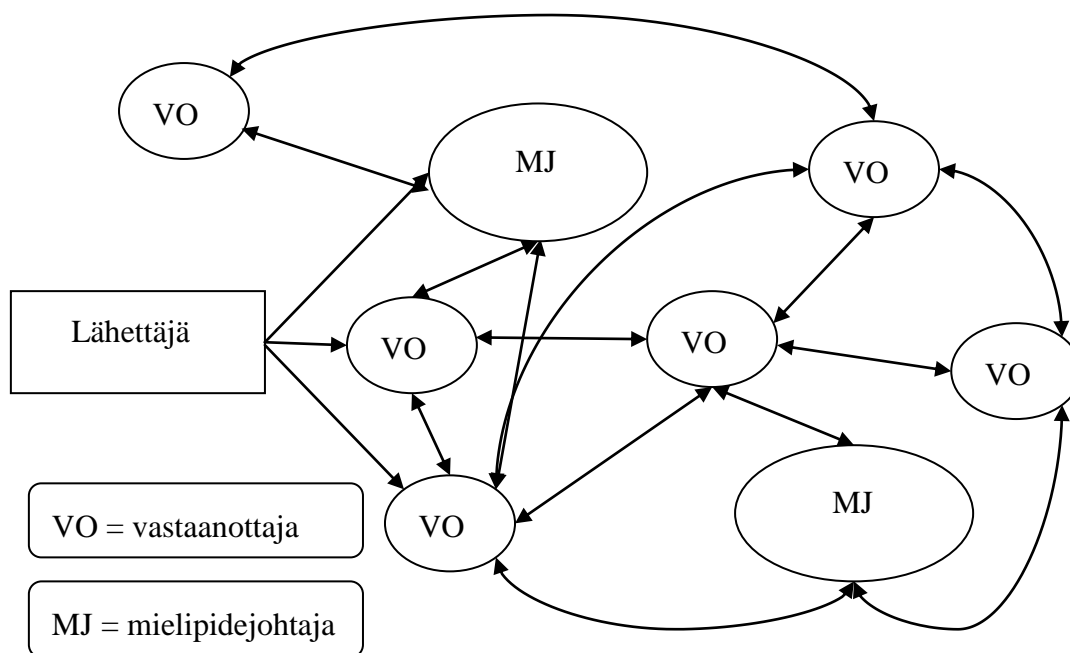 VO
MJ
VO
Lähettäjä
VO
VO
VO
VO
MJ
VO = vastaanottaja
MJ = mielipidejohtaja